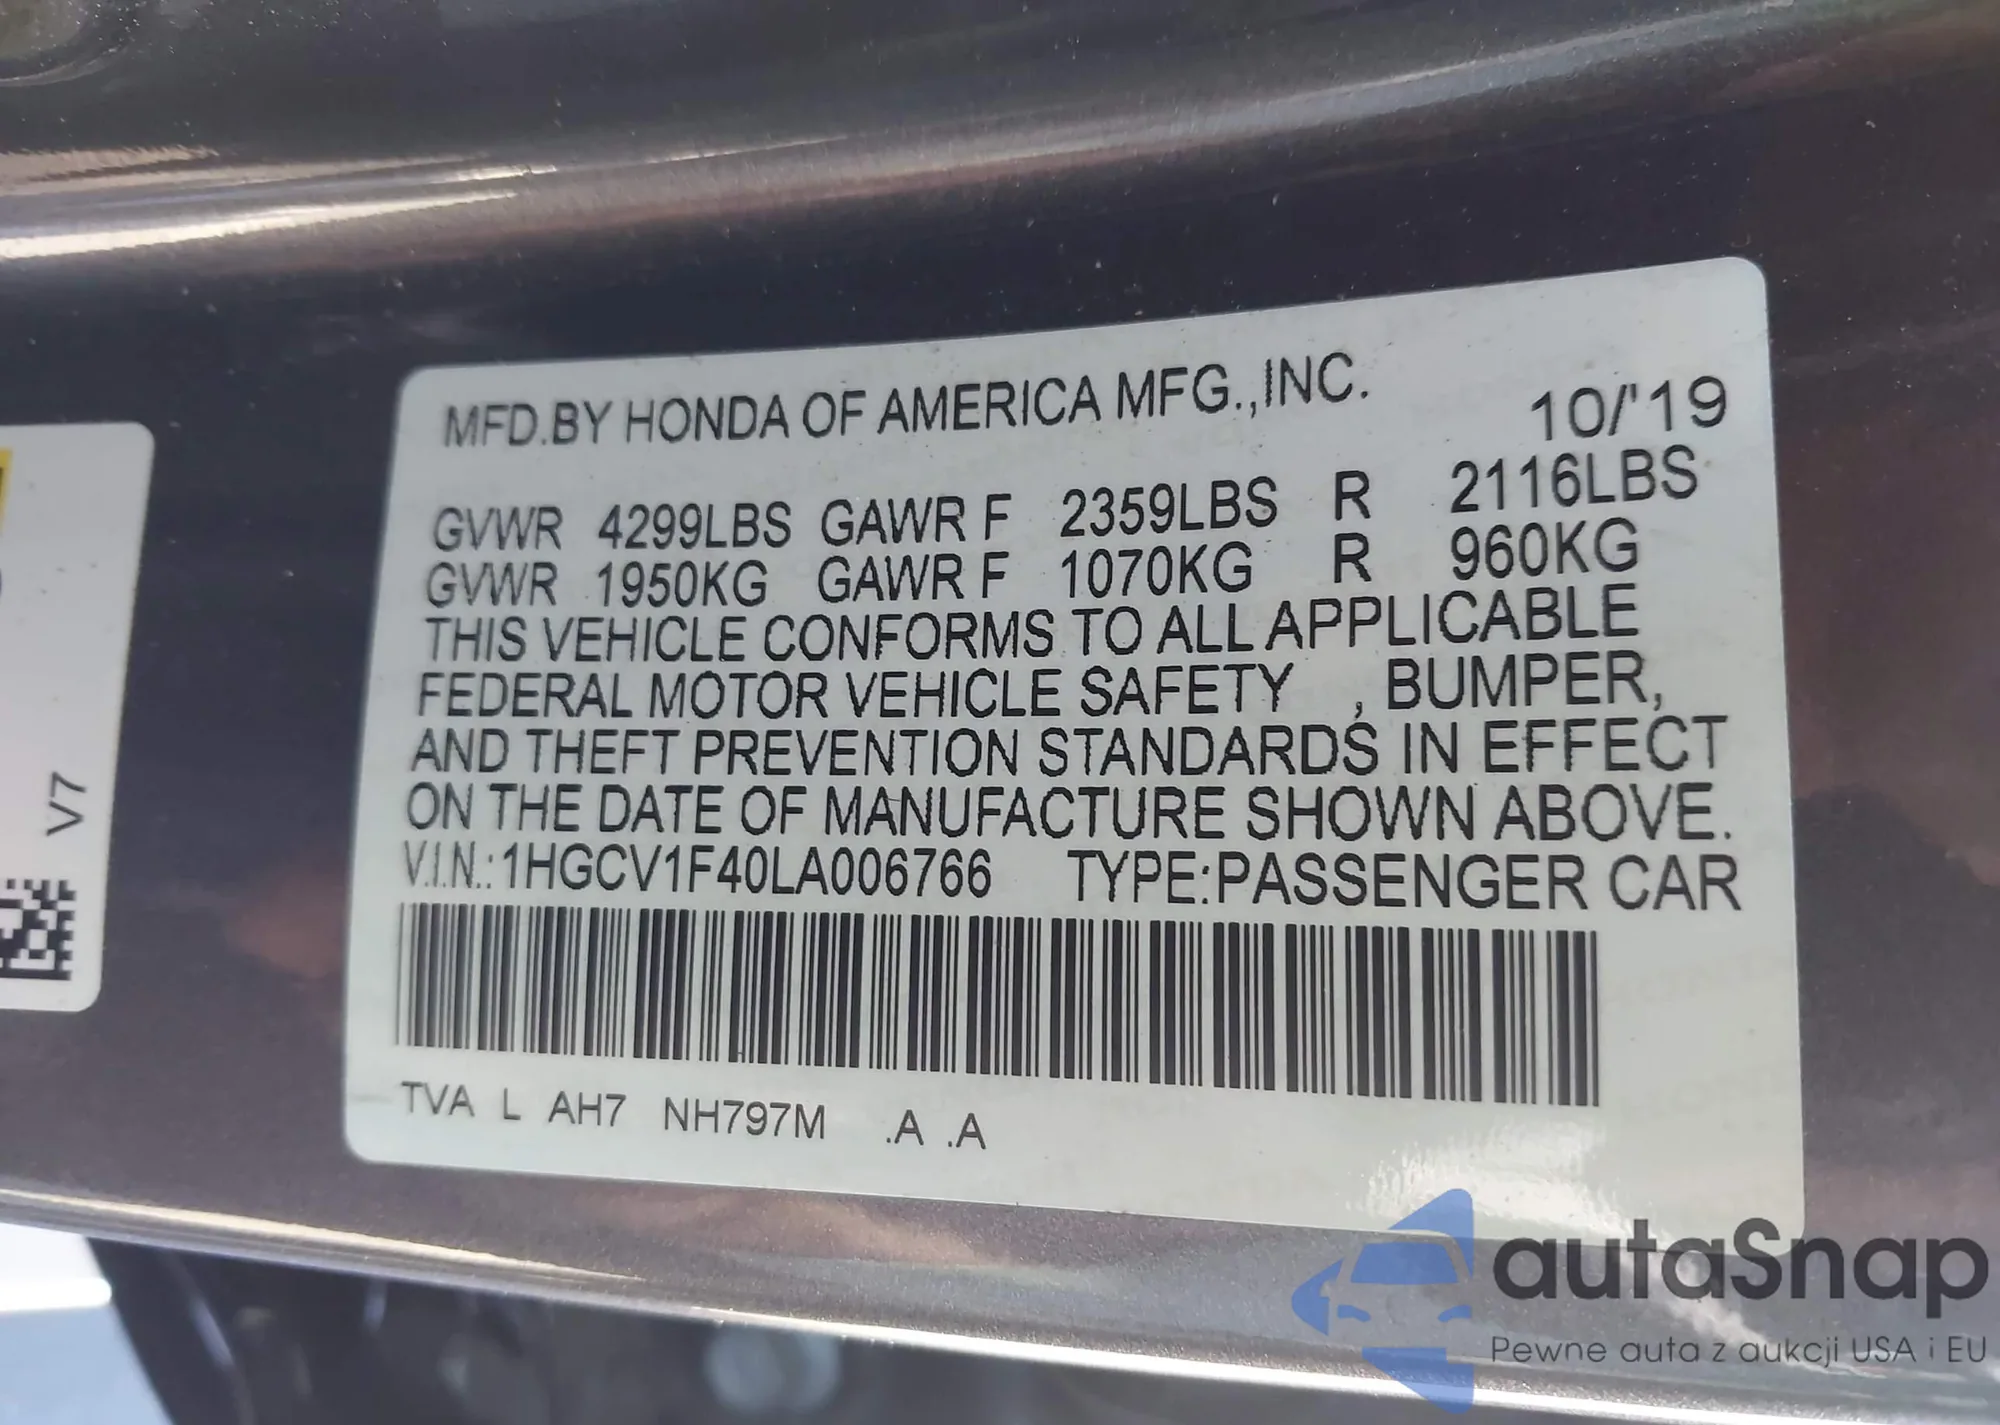 MFD.BY HONDA OF AMERICA MFG.,INC. 10/'19
GVWR 4299LBS GAWR F 2359LBS R 2116LBS
GVWR 1950KG GAWR F 1070KG R 960KG
THIS VEHICLE CONFORMS TO ALL APPLICABLE
FEDERAL MOTOR VEHICLE SAFETY , BUMPER,
AND THEFT PREVENTION STANDARDS IN EFFECT
ON THE DATE OF MANUFACTURE SHOWN ABOVE.
V.I.N.:1HGCV1F40LA006766 TYPE:PASSENGER CAR
TVA L AH7 NH797M .A .A
V7
autaSnap
Pewne auta z aukcji USA i EU